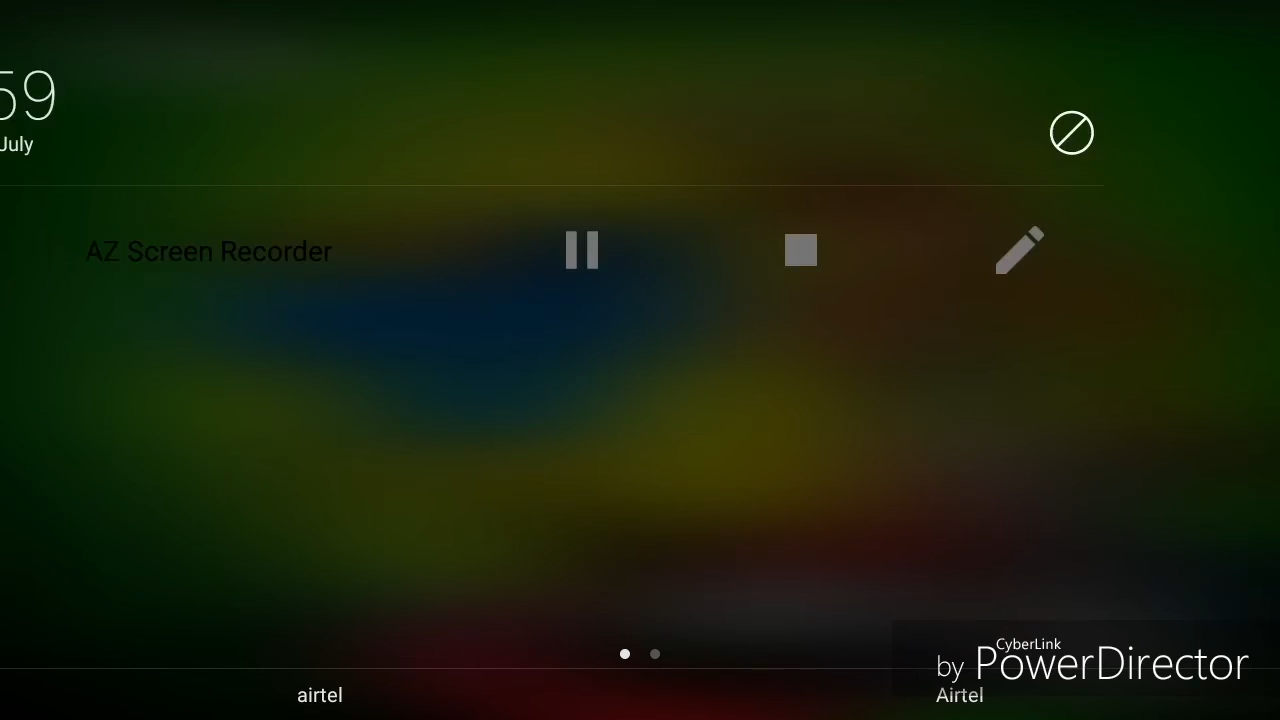 59
July
AZ Screen Recorder
CyberLink
by PowerDirector
airtel
Airtel